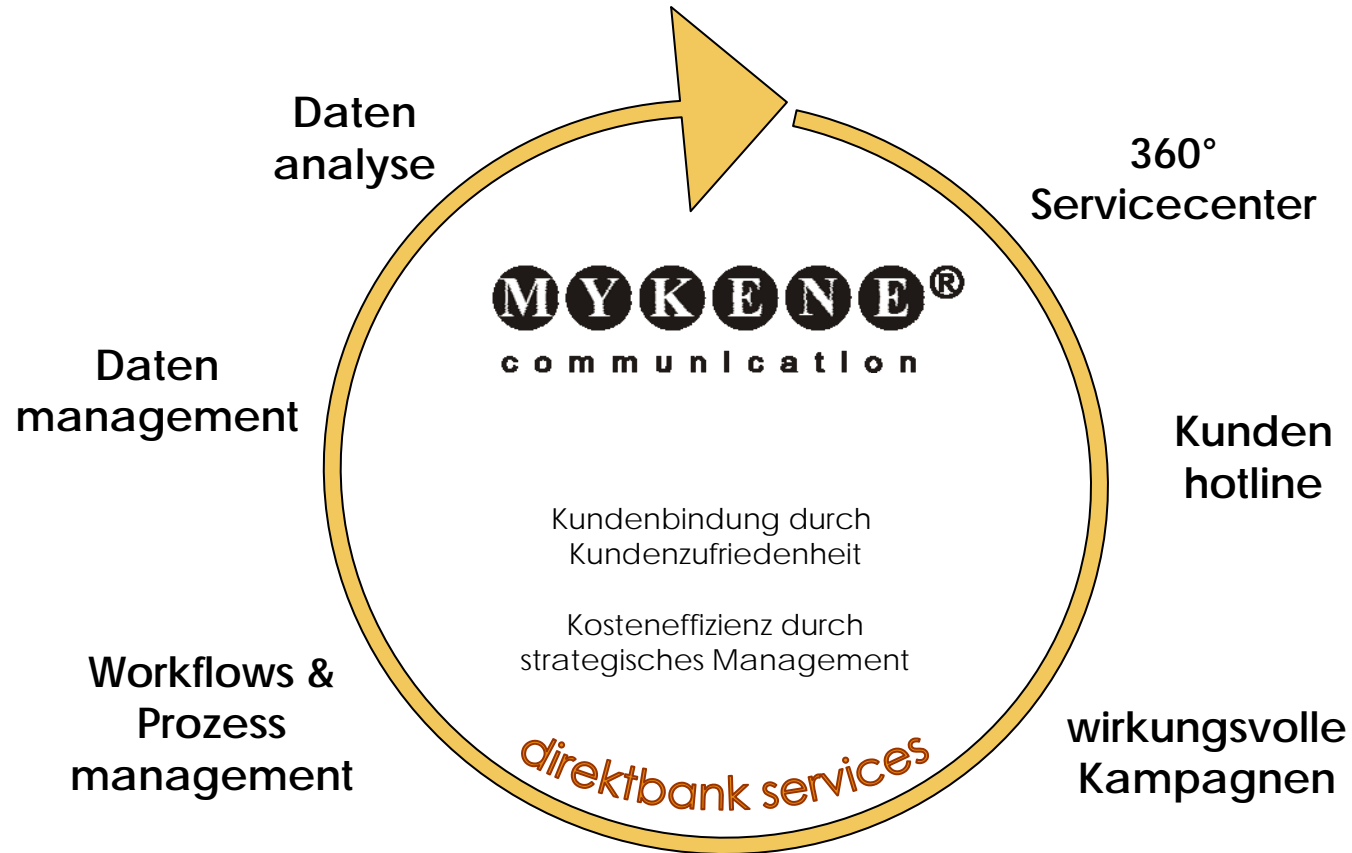 Daten
analyse
360°
Servicecenter
MYKENE®
communication
Daten
management
Kunden
hotline
Kundenbindung durch
Kundenzufriedenheit
Kosteneffizienz durch
strategisches Management
Workflows &
Prozess
management
wirkungsvolle
Kampagnen
direktbank services